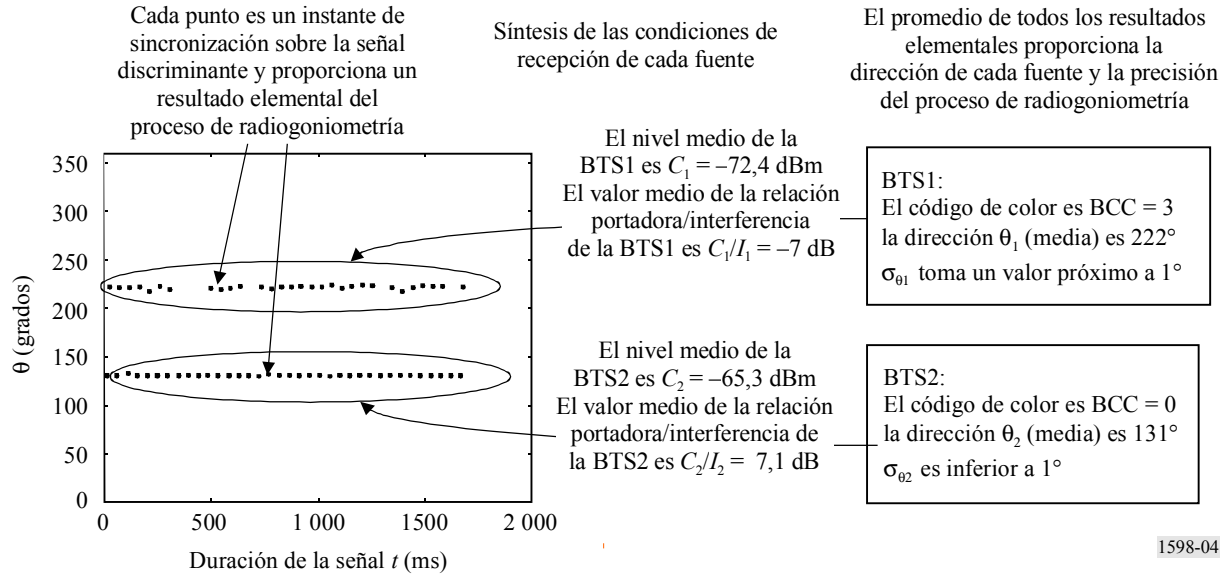 Cada punto es un instante de
sincronización sobre la señal
discriminante y proporciona un
resultado elemental del
proceso de radiogoniometría
Síntesis de las condiciones de
recepción de cada fuente
El promedio de todos los resultados
elementales proporciona la
dirección de cada fuente y la precisión
del proceso de radiogoniometría
θ (grados)
350
300
250
200
150
100
50
0
0
500
1 000
1500
2 000
Duración de la señal t (ms)
El nivel medio de la
BTS1 es C₁ = –72,4 dBm
El valor medio de la relación
portadora/interferencia
de la BTS1 es C₁/I₁ = –7 dB
BTS1:
El código de color es BCC = 3
la dirección θ₁ (media) es 222°
σθ₁ toma un valor próximo a 1°
El nivel medio de la
BTS2 es C₂ = –65,3 dBm
El valor medio de la relación
portadora/interferencia de
la BTS2 es C₂/I₂ = 7,1 dB
BTS2:
El código de color es BCC = 0
la dirección θ₂ (media) es 131°
σθ₂ es inferior a 1°
1598-04